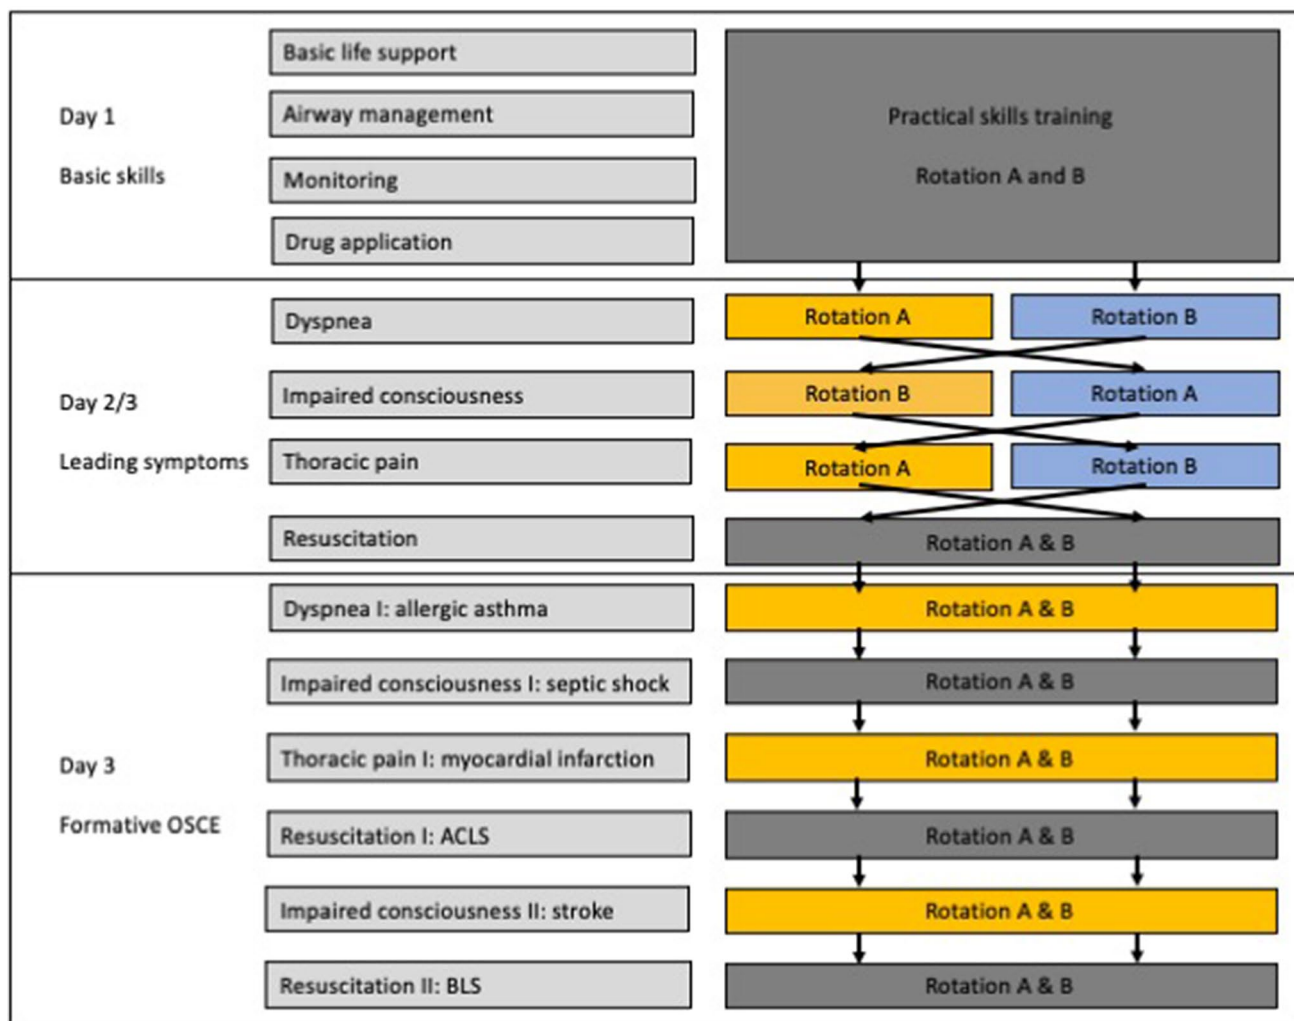 Day 1
Basic skills
Basic life support
Airway management
Monitoring
Drug application
Practical skills training
Rotation A and B
Day 2/3
Leading symptoms
Dyspnea
Rotation A
Rotation B
Impaired consciousness
Rotation B
Rotation A
Thoracic pain
Rotation A
Rotation B
Resuscitation
Rotation A & B
Day 3
Formative OSCE
Dyspnea I: allergic asthma
Rotation A & B
Impaired consciousness I: septic shock
Rotation A & B
Thoracic pain I: myocardial infarction
Rotation A & B
Resuscitation I: ACLS
Rotation A & B
Impaired consciousness II: stroke
Rotation A & B
Resuscitation II: BLS
Rotation A & B